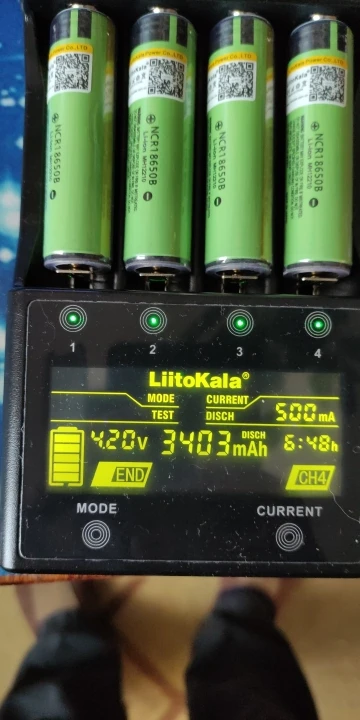 NCR18650B
NCR18650B
NCR18650B
NCR18650B
1 2 3 4
LiitoKala®
MODE CURRENT
TEST DISCH 500mA
4.20v 3403mAh DISCH 6:48h
END CH4
MODE CURRENT